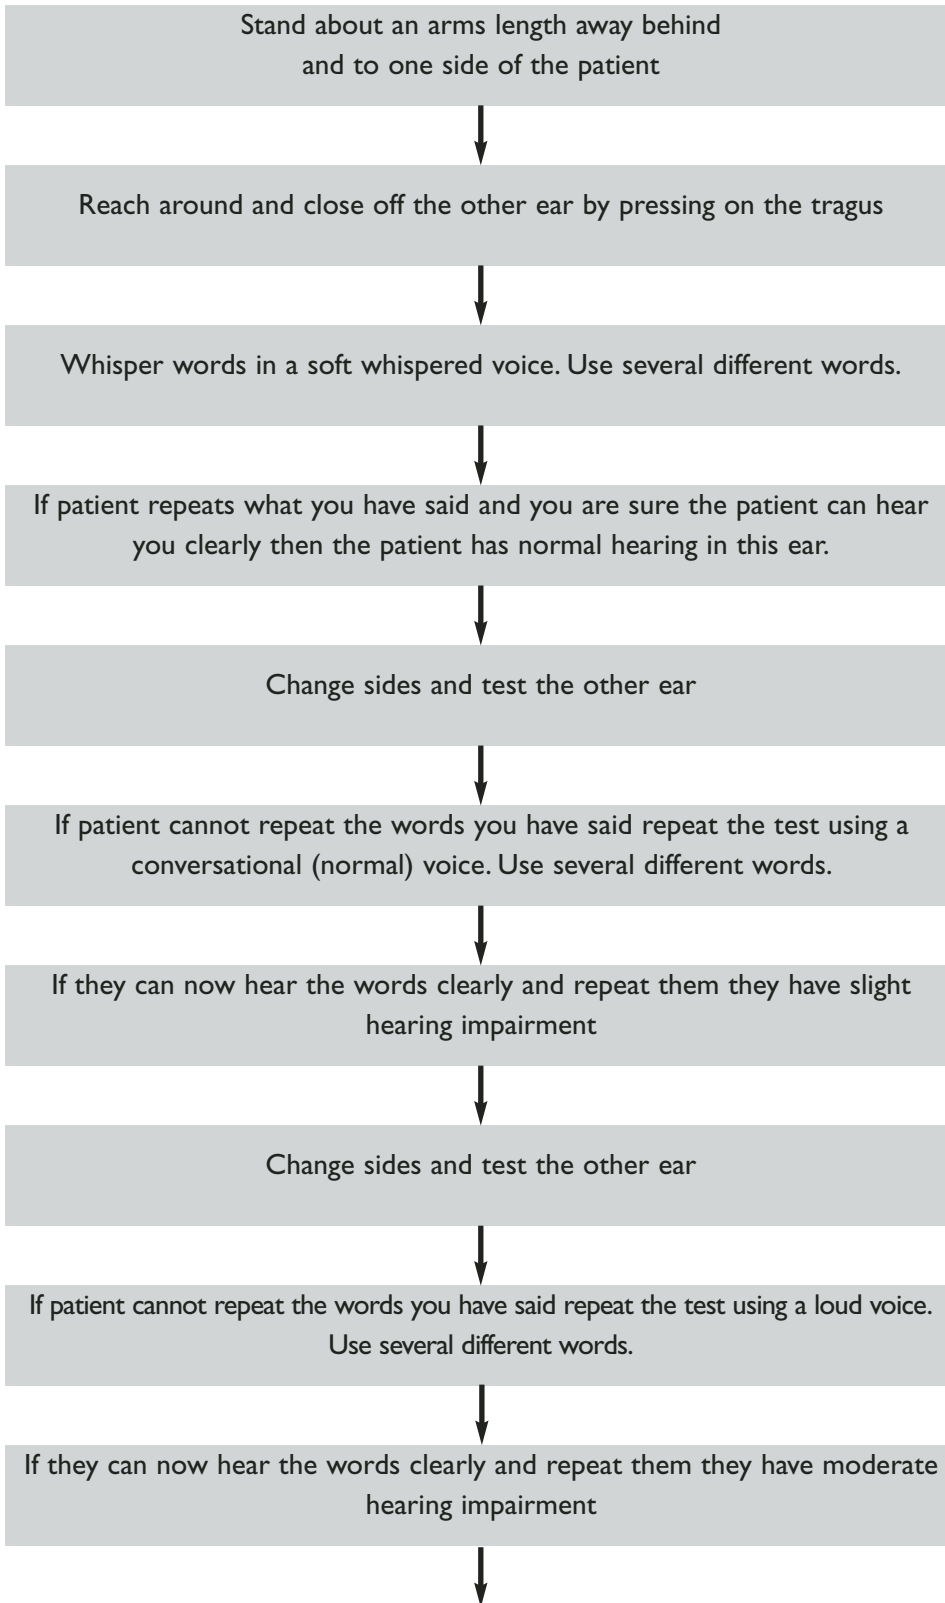 Stand about an arms length away behind
and to one side of the patient
Reach around and close off the other ear by pressing on the tragus
Whisper words in a soft whispered voice. Use several different words.
If patient repeats what you have said and you are sure the patient can hear
you clearly then the patient has normal hearing in this ear.
Change sides and test the other ear
If patient cannot repeat the words you have said repeat the test using a
conversational (normal) voice. Use several different words.
If they can now hear the words clearly and repeat them they have slight
hearing impairment
Change sides and test the other ear
If patient cannot repeat the words you have said repeat the test using a loud voice.
Use several different words.
If they can now hear the words clearly and repeat them they have moderate
hearing impairment